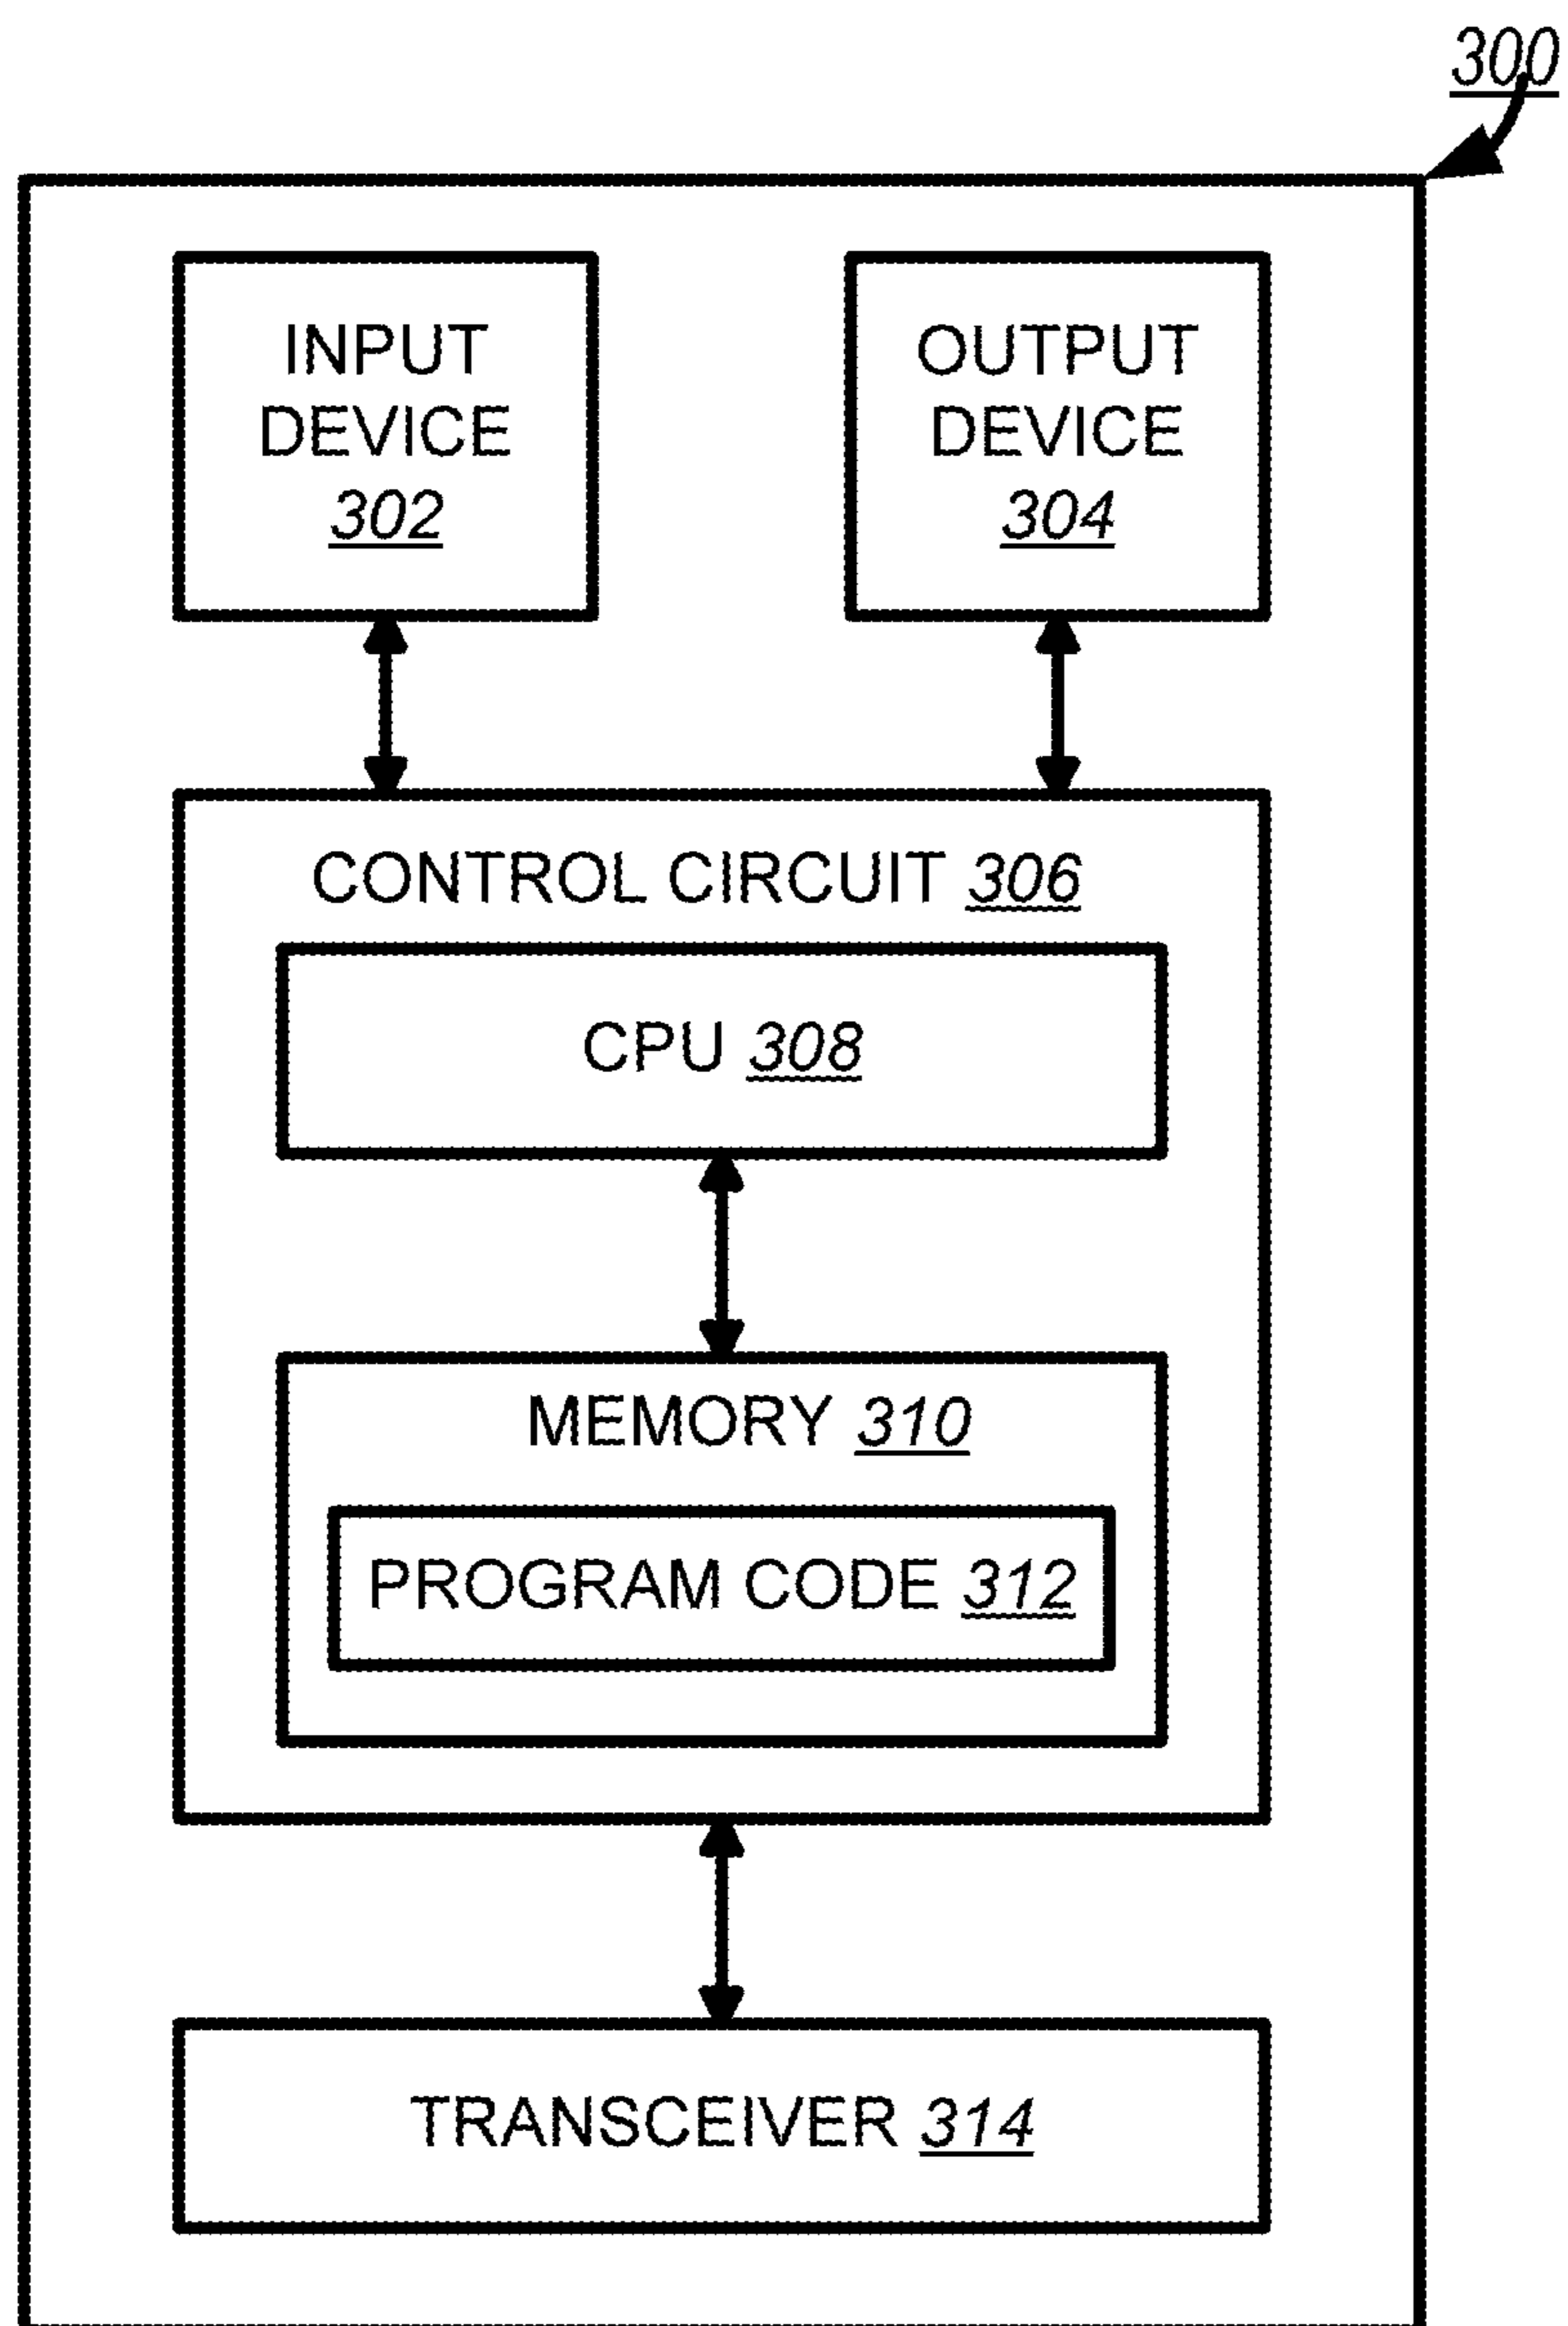 300
INPUT
DEVICE
302
OUTPUT
DEVICE
304
CONTROL CIRCUIT 306
CPU 308
MEMORY 310
PROGRAM CODE 312
TRANSCEIVER 314